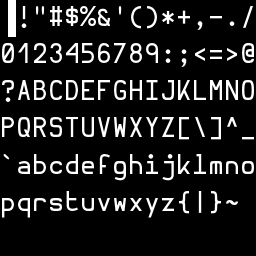 █!"#$%&'()*+,-./
0123456789:;<=>@
?ABCDEFGHIJKLMNO
PQRSTUVWXYZ[\]^_
`abcdefghijklmno
pqrstuvwxyz{|}~